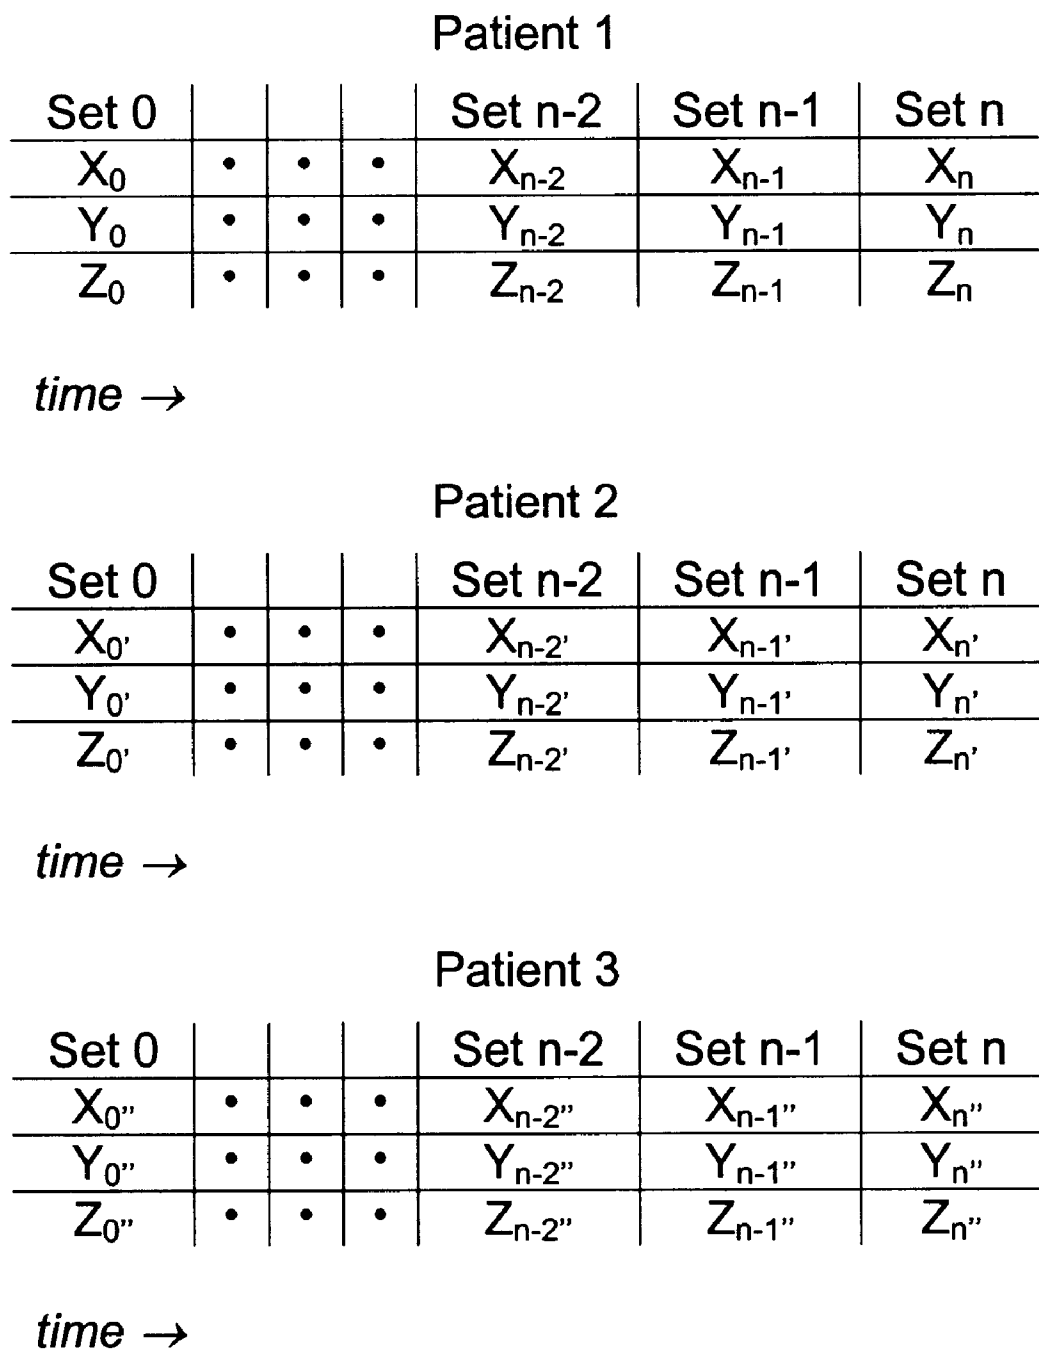 Patient 1
Set 0 Set n-2 Set n-1 Set n
X₀ • • • Xₙ₋₂ Xₙ₋₁ Xₙ
Y₀ • • • Yₙ₋₂ Yₙ₋₁ Yₙ
Z₀ • • • Zₙ₋₂ Zₙ₋₁ Zₙ
time →
Patient 2
Set 0 Set n-2 Set n-1 Set n
X₀' • • • Xₙ₋₂' Xₙ₋₁' Xₙ'
Y₀' • • • Yₙ₋₂' Yₙ₋₁' Yₙ'
Z₀' • • • Zₙ₋₂' Zₙ₋₁' Zₙ'
time →
Patient 3
Set 0 Set n-2 Set n-1 Set n
X₀" • • • Xₙ₋₂" Xₙ₋₁" Xₙ"
Y₀" • • • Yₙ₋₂" Yₙ₋₁" Yₙ"
Z₀" • • • Zₙ₋₂" Zₙ₋₁" Zₙ"
time →